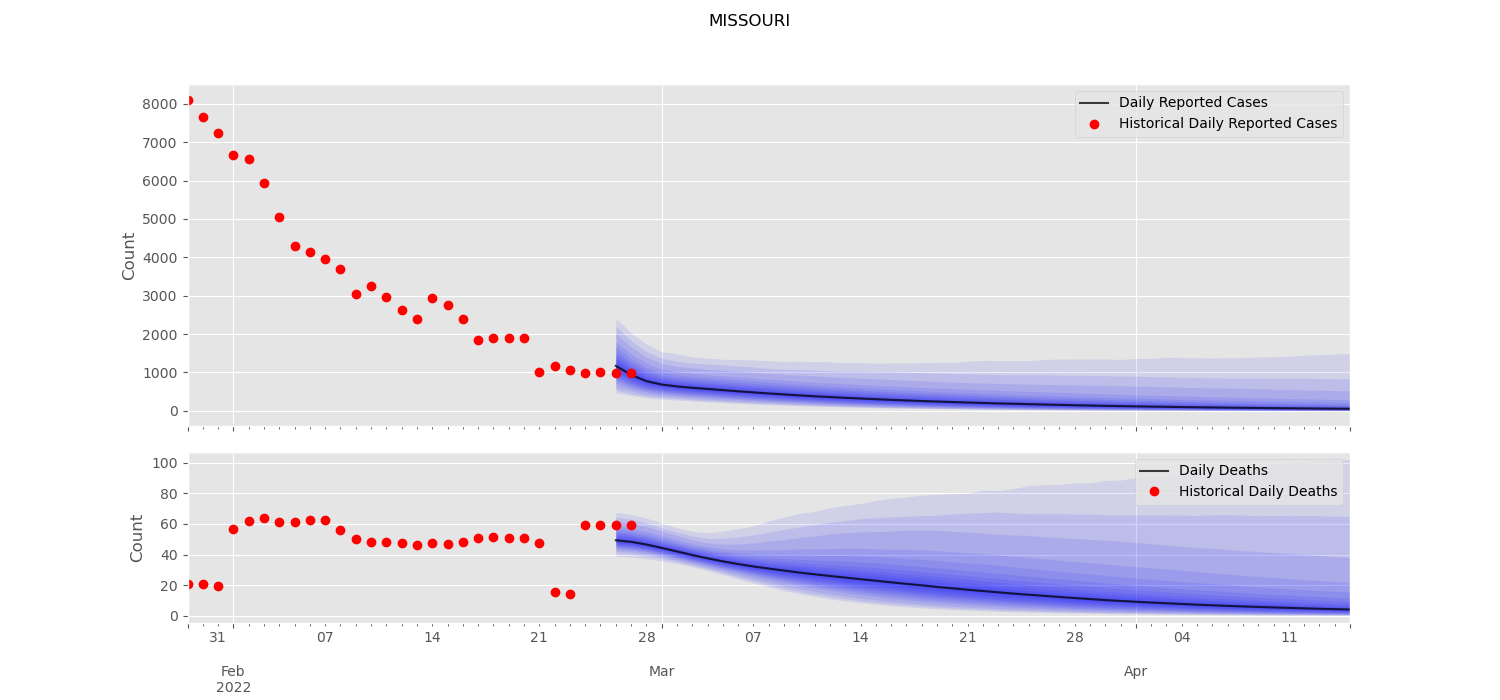 MISSOURI
Daily Reported Cases
Historical Daily Reported Cases
8000
7000
6000
5000
4000
3000
2000
1000
0
Count
Daily Deaths
Historical Daily Deaths
100
80
60
40
20
0
Count
31 07 14 21 28 07 14 21 28 04 11
Feb Mar Apr
2022